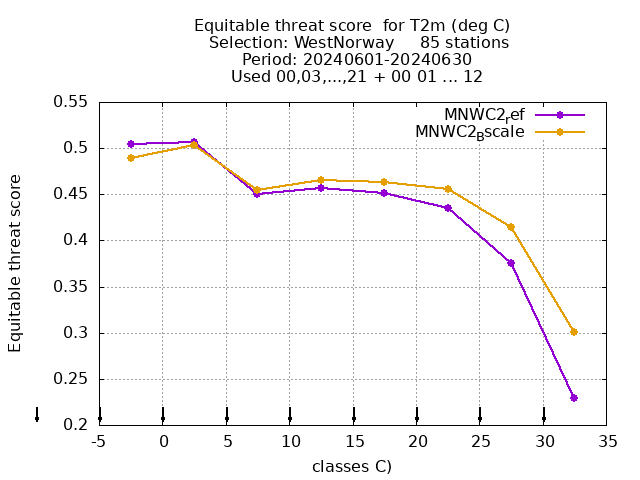 Equitable threat score  for T2m (deg C)
Selection: WestNorway     85 stations
Period: 20240601-20240630
Used 00,03,...,21 + 00 01 ... 12
MNWC2ref
MNWC2Bscale
0.55
0.5
0.45
0.4
0.35
0.3
0.25
0.2
Equitable threat score
-5 0 5 10 15 20 25 30 35
classes C)